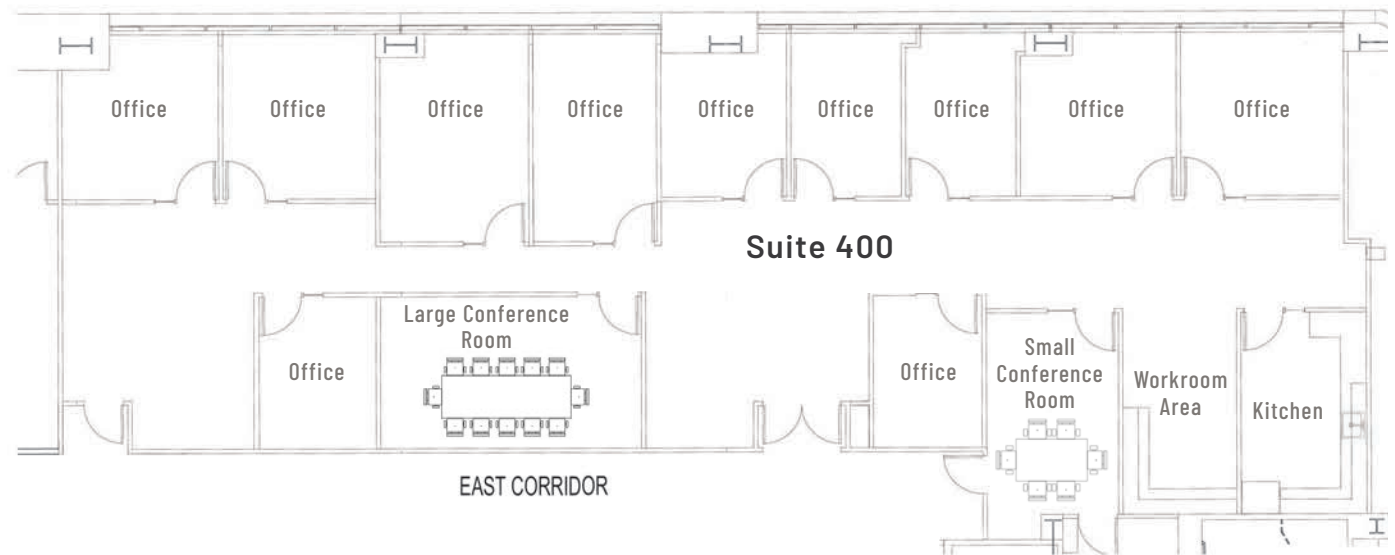 Office
Office
Office
Office
Office
Office
Office
Office
Office
Suite 400
Large Conference
Room
Office
Office
Small
Conference
Room
Workroom
Area
Kitchen
EAST CORRIDOR